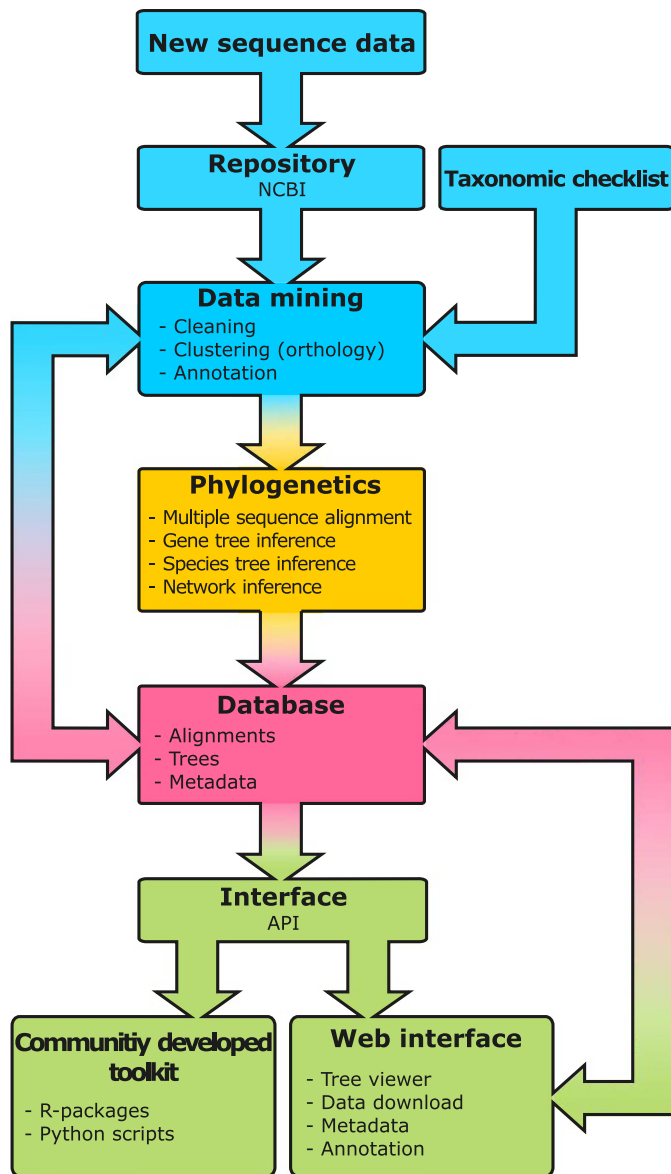 New sequence data
Repository
NCBI
Taxonomic checklist
Data mining
- Cleaning
- Clustering (orthology)
- Annotation
Phylogenetics
- Multiple sequence alignment
- Gene tree inference
- Species tree inference
- Network inference
Database
- Alignments
- Trees
- Metadata
Interface
API
Communitiy developed
toolkit
- R-packages
- Python scripts
Web interface
- Tree viewer
- Data download
- Metadata
- Annotation